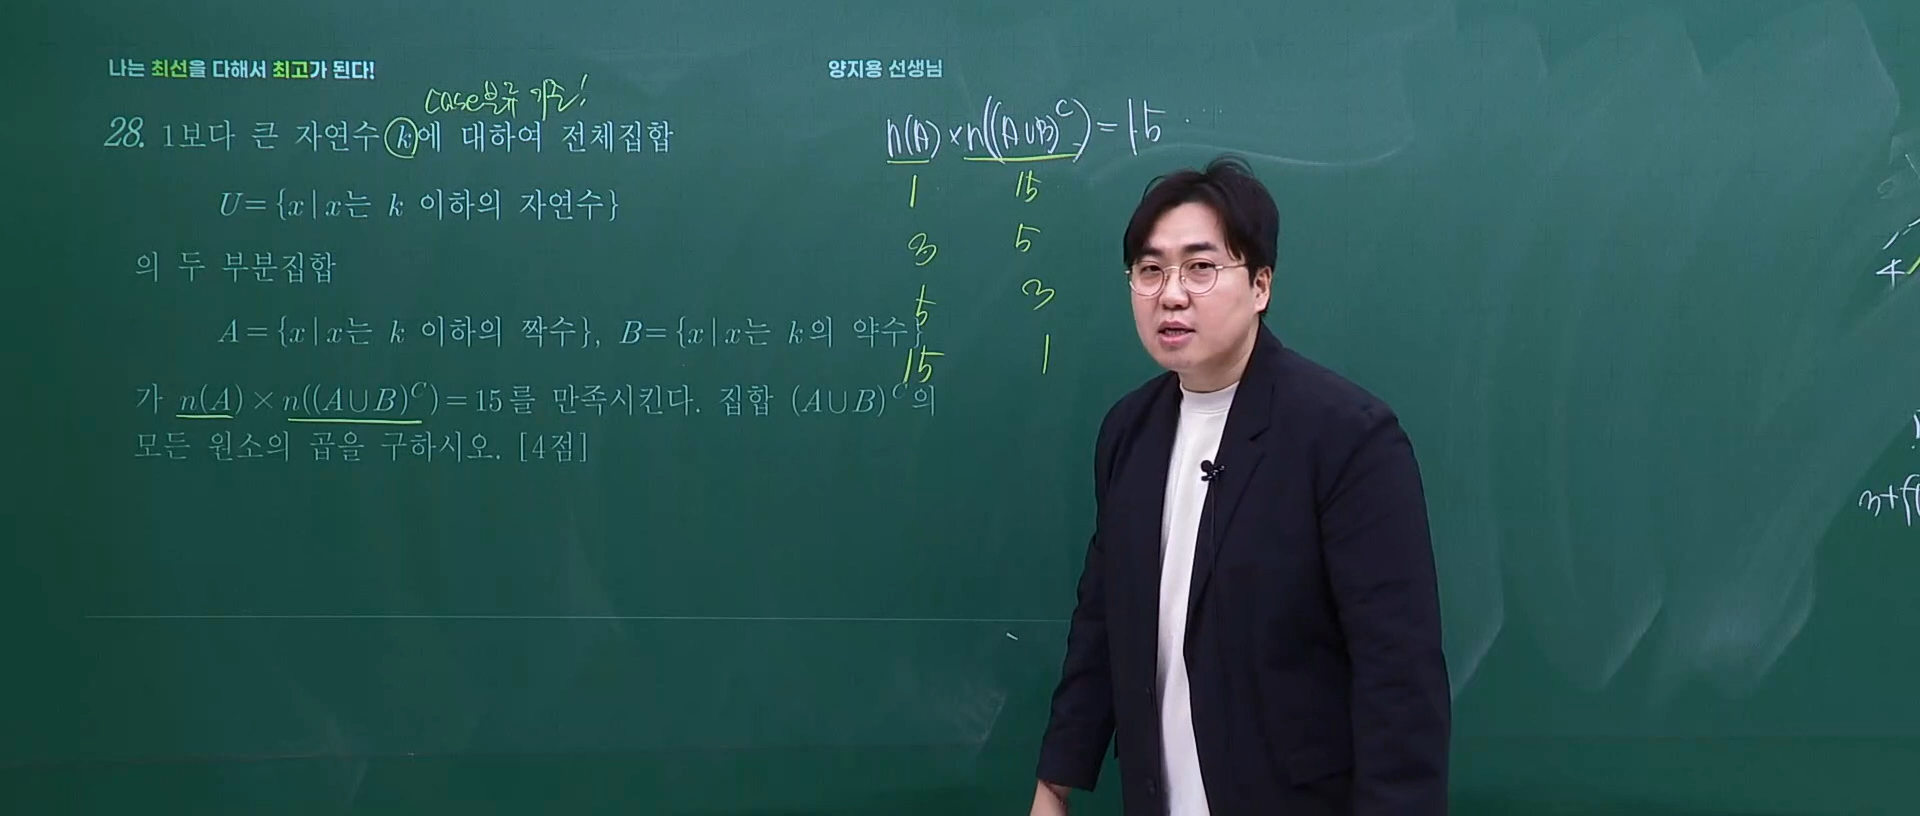 나는 최선을 다해서 최고가 된다!
양지용 선생님
case분류 기준!
28. 1보다 큰 자연수 k에 대하여 전체집합
U={x|x는 k 이하의 자연수}
의 두 부분집합
A={x|x는 k 이하의 짝수}, B={x|x는 k의 약수}
가 n(A)×n((A∪B)^C)=15를 만족시킨다. 집합 (A∪B)^C의
모든 원소의 곱을 구하시오. [4점]
n(A)×n((A∪B)^C)=15
1 15
3 5
5 3
15 1
4